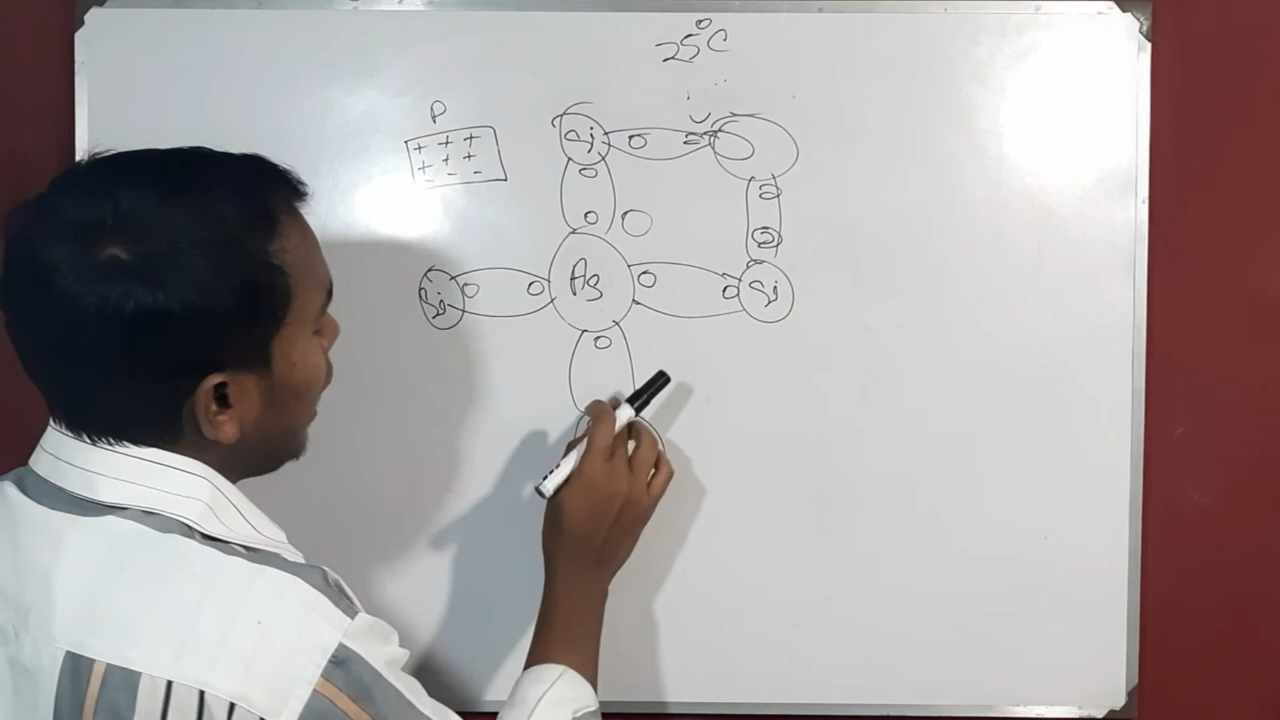 25°C
P
+ + +
+ + +
- - -
Si
Si
As
Si